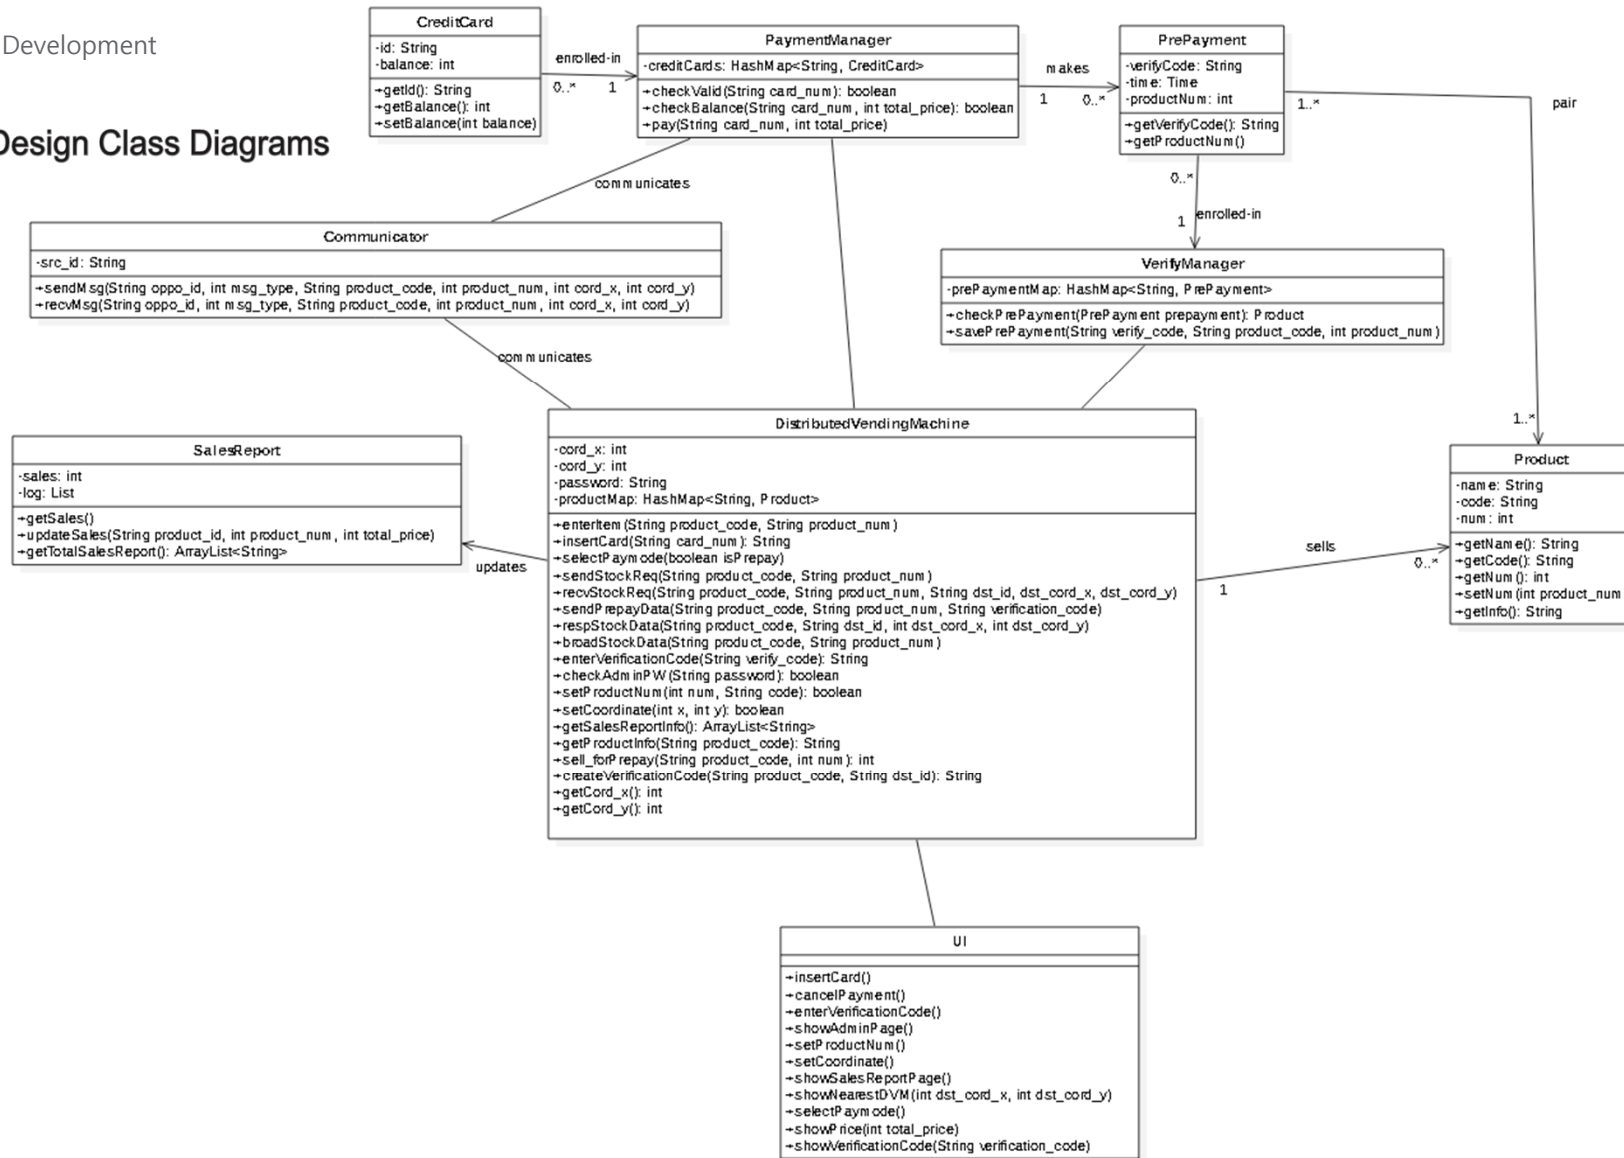 Development
Design Class Diagrams
CreditCard
-id: String
-balance: int
+getId(): String
+getBalance(): int
+setBalance(int balance)
enrolled-in
0..*
1
PaymentManager
-creditCards: HashMap<String, CreditCard>
+checkValid(String card_num): boolean
+checkBalance(String card_num, int total_price): boolean
+pay(String card_num, int total_price)
makes
1
0..*
PrePayment
-verifyCode: String
-time: Time
-productNum: int
+getVerifyCode(): String
+getProductNum()
1..*
pair
communicates
0..*
1
enrolled-in
Communicator
-src_id: String
+sendMsg(String oppo_id, int msg_type, String product_code, int product_num, int cord_x, int cord_y)
+recvMsg(String oppo_id, int msg_type, String product_code, int product_num, int cord_x, int cord_y)
VerifyManager
-prePaymentMap: HashMap<String, PrePayment>
+checkPrePayment(PrePayment prepayment): Product
+savePrePayment(String verify_code, String product_code, int product_num)
communicates
1..*
SalesReport
-sales: int
-log: List
+getSales()
+updateSales(String product_id, int product_num, int total_price)
+getTotalSalesReport(): ArrayList<String>
updates
DistributedVendingMachine
-cord_x: int
-cord_y: int
-password: String
-productMap: HashMap<String, Product>
+enterItem(String product_code, String product_num)
+insertCard(String card_num): String
+selectPaymode(boolean isPrepay)
+sendStockReq(String product_code, String product_num)
+recvStockReq(String product_code, String product_num, String dst_id, dst_cord_x, dst_cord_y)
+sendPrepayData(String product_code, String product_num, String verification_code)
+respStockData(String product_code, String dst_id, int dst_cord_x, int dst_cord_y)
+broadStockData(String product_code, String product_num)
+enterVerificationCode(String verify_code): String
+checkAdminPW(String password): boolean
+setProductNum(int num, String code): boolean
+setCoordinate(int x, int y): boolean
+getSalesReportInfo(): ArrayList<String>
+getProductInfo(String product_code): String
+sell_forPrepay(String product_code, int num): int
+createVerificationCode(String product_code, String dst_id): String
+getCord_x(): int
+getCord_y(): int
sells
1
0..*
Product
-name: String
-code: String
-num: int
+getName(): String
+getCode(): String
+getNum(): int
+setNum(int product_num
+getInfo(): String
UI
+insertCard()
+cancelPayment()
+enterVerificationCode()
+showAdminPage()
+setProductNum()
+setCoordinate()
+showSalesReportPage()
+showNearestDVM(int dst_cord_x, int dst_cord_y)
+selectPaymode()
+showPrice(int total_price)
+showVerificationCode(String verification_code)